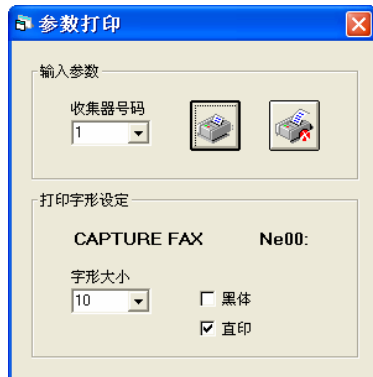 参数打印
输入参数
收集器号码
1
打印字形设定
CAPTURE FAX Ne00:
字形大小
10
黑体
直印